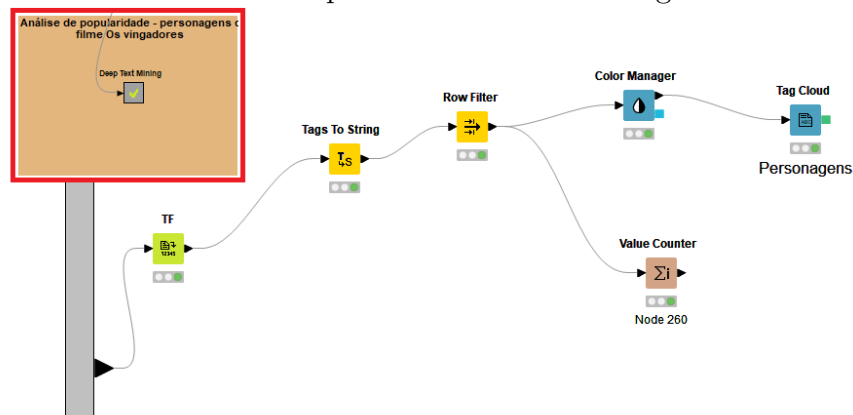 Análise de popularidade - personagens
filme Os vingadores
Deep Text Mining
Color Manager
Tag Cloud
Row Filter
Tags To String
Personagens
TF
Value Counter
Node 260